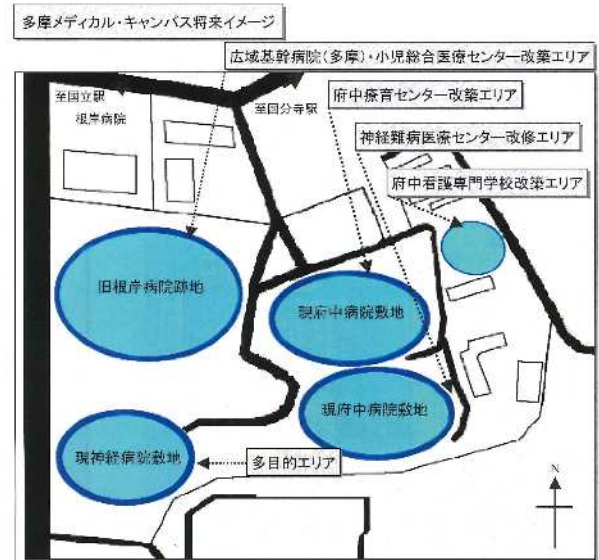 多摩メディカル・キャンパス将来イメージ
広域基幹病院(多摩)・小児総合医療センター改築エリア
至国立駅
根岸病院
至国分寺駅
府中療育センター改築エリア
神経難病医療センター改修エリア
府中看護専門学校改築エリア
旧根岸病院跡地
現府中病院敷地
現府中病院敷地
現神経病院敷地
多目的エリア
N